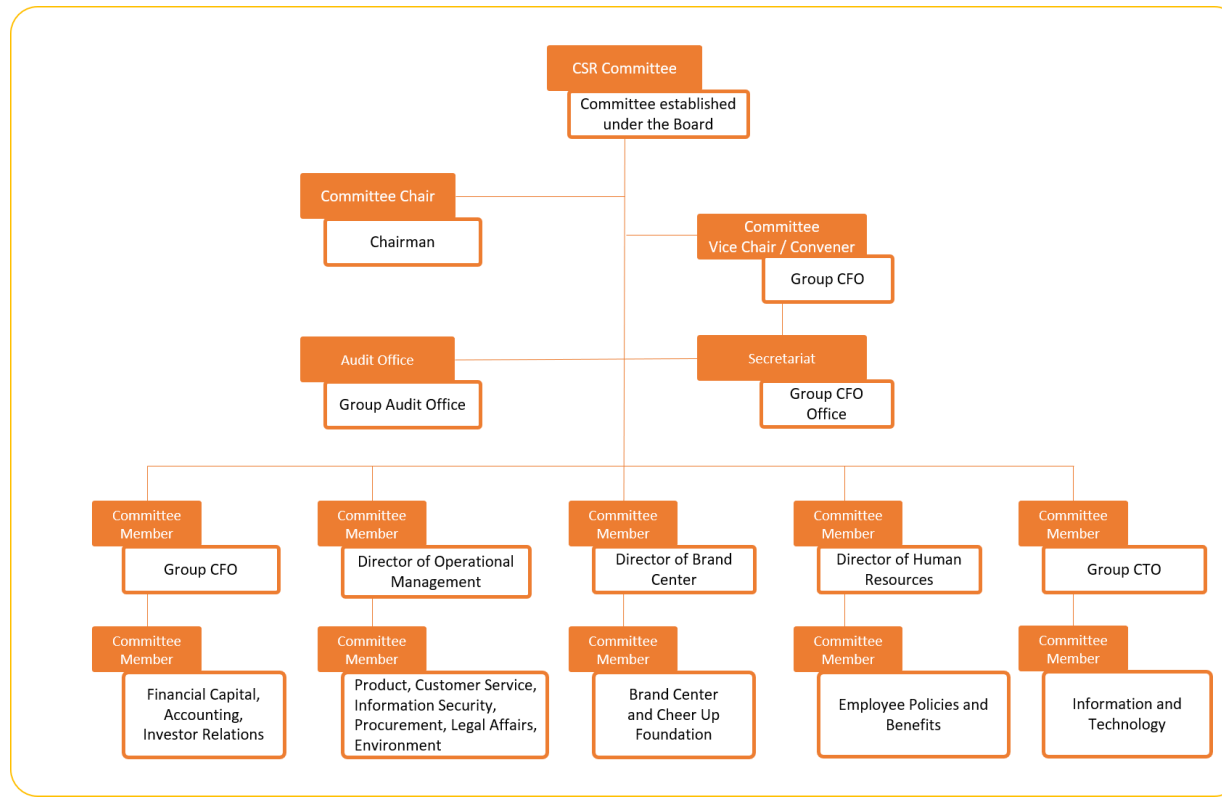 CSR Committee
Committee established
under the Board
Committee Chair
Chairman
Committee
Vice Chair / Convener
Group CFO
Audit Office
Group Audit Office
Secretariat
Group CFO
Office
Committee
Member
Group CFO
Committee
Member
Director of Operational
Management
Committee
Member
Director of Brand
Center
Committee
Member
Director of Human
Resources
Committee
Member
Group CTO
Committee
Member
Financial Capital,
Accounting,
Investor Relations
Committee
Member
Product, Customer Service,
Information Security,
Procurement, Legal Affairs,
Environment
Committee
Member
Brand Center
and Cheer Up
Foundation
Committee
Member
Employee Policies and
Benefits
Committee
Member
Information and
Technology